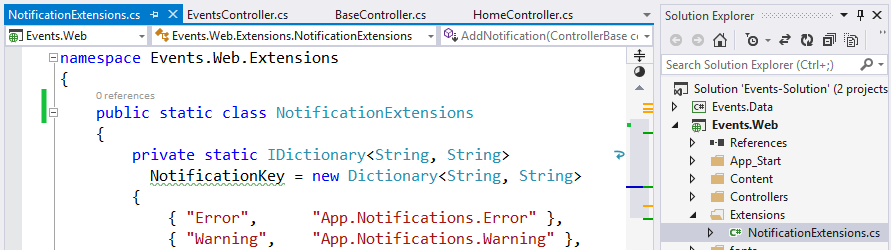 NotificationExtensions.cs EventsController.cs BaseController.cs HomeController.cs
Events.Web Events.Web.Extensions.NotificationExtensions AddNotification(ControllerBase co
namespace Events.Web.Extensions
{
0 references
public static class NotificationExtensions
{
private static IDictionary<String, String>
NotificationKey = new Dictionary<String, String>
{
{ "Error", "App.Notifications.Error" },
{ "Warning", "App.Notifications.Warning" },
Solution Explorer
Search Solution Explorer (Ctrl+;)
Solution 'Events-Solution' (2 projects
C# Events.Data
Events.Web
References
App_Start
Content
Controllers
Extensions
C# NotificationExtensions.cs
fonts